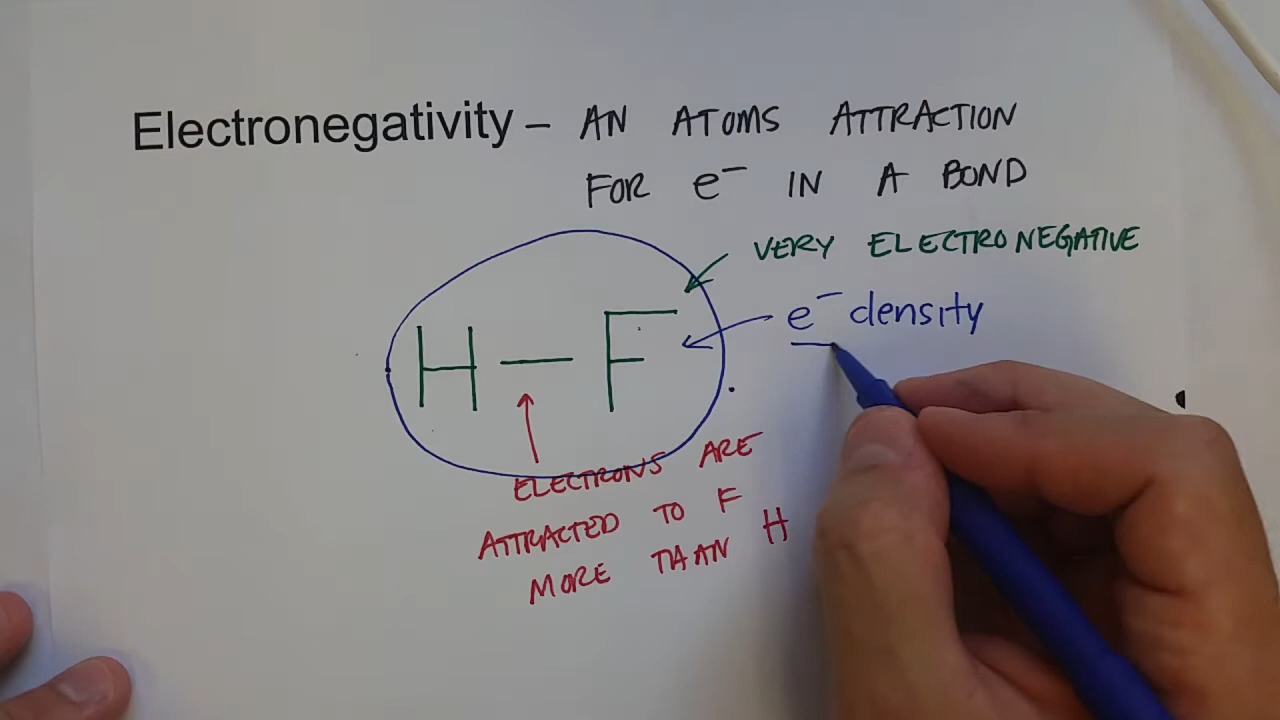 Electronegativity – AN ATOMS ATTRACTION
FOR e⁻ IN A BOND
VERY ELECTRONEGATIVE
e⁻ density
H — F
ELECTRONS ARE
ATTRACTED TO F
MORE THAN H